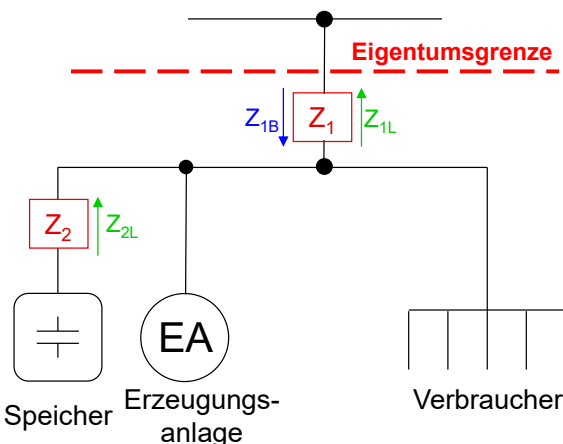 Eigentumsgrenze
Z1B Z1 Z1L
Z2 Z2L
EA
Speicher
Erzeugungs-
anlage
Verbraucher